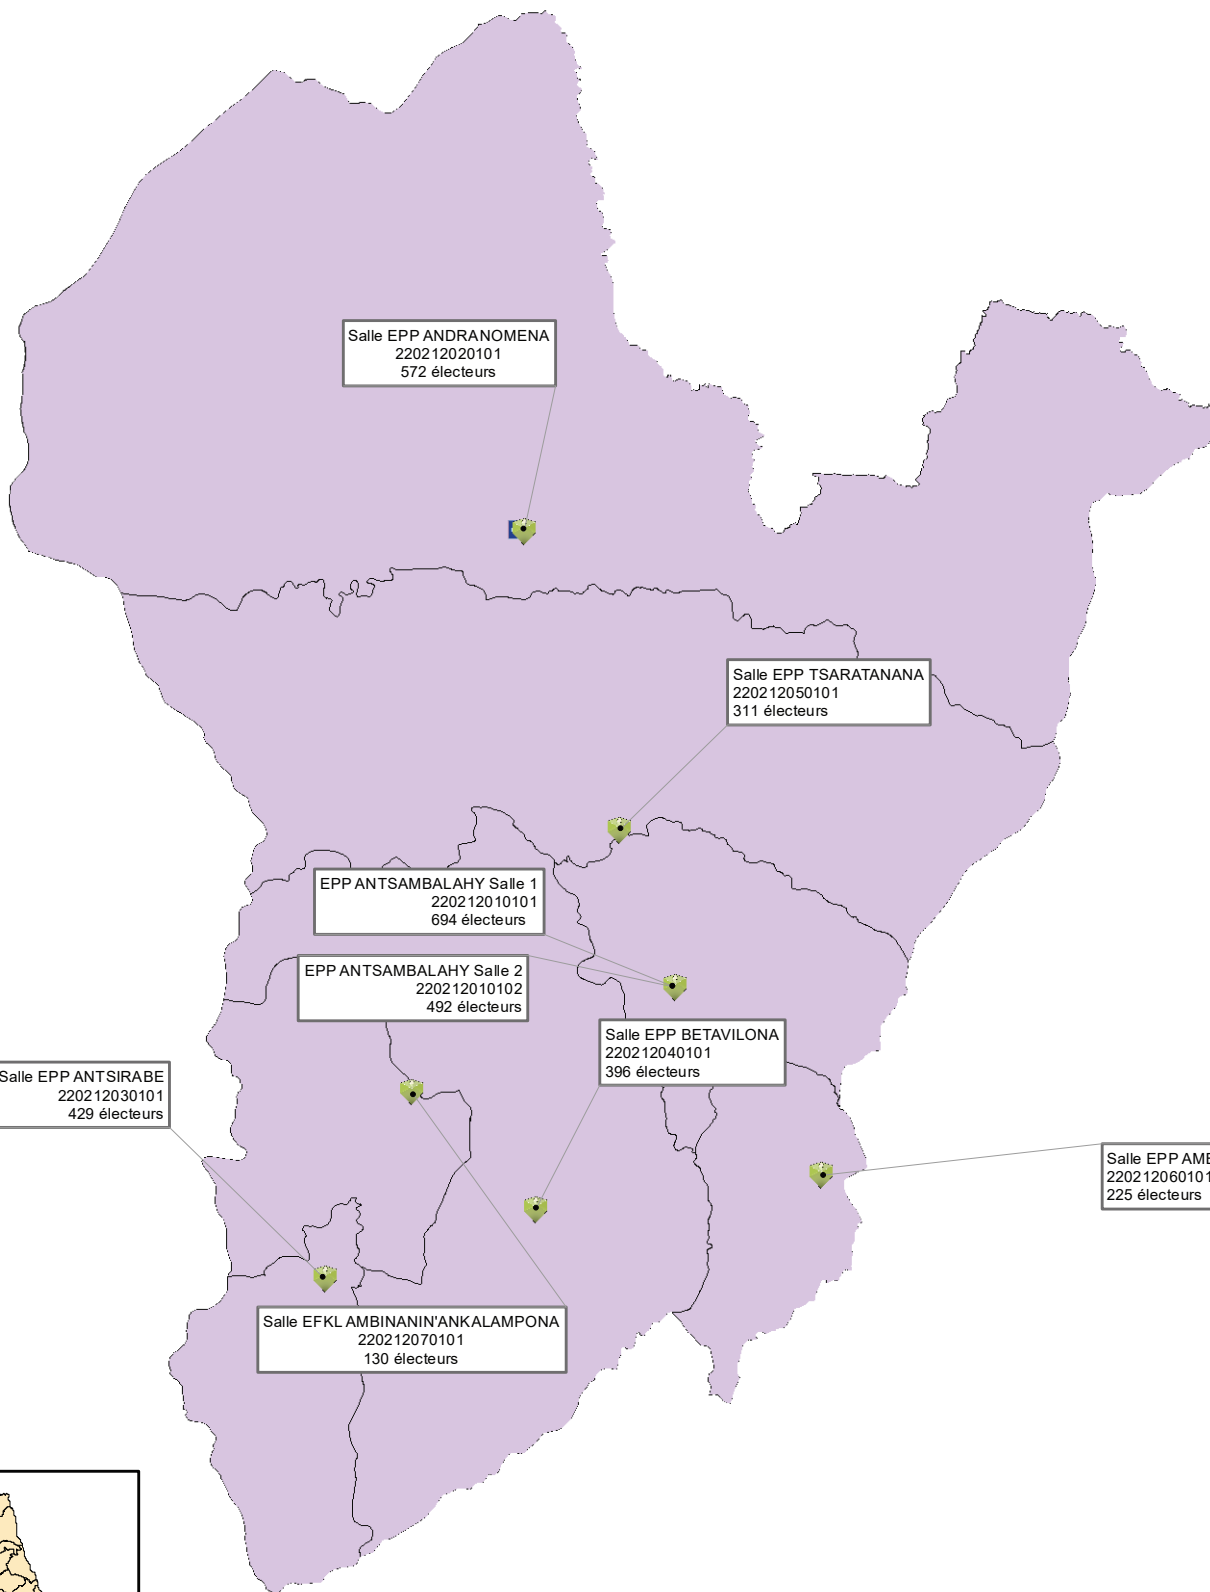 Salle EPP ANDRANOMENA
220212020101
572 électeurs
Salle EPP TSARATANANA
220212050101
311 électeurs
EPP ANTSAMBALAHY Salle 1
220212010101
694 électeurs
EPP ANTSAMBALAHY Salle 2
220212010102
492 électeurs
Salle EPP BETAVILONA
220212040101
396 électeurs
Salle EPP ANTSIRABE
220212030101
429 électeurs
Salle EPP
220212060101
225 électeurs
Salle EFKL AMBINANIN'ANKALAMPONA
220212070101
130 électeurs